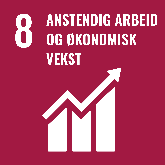 8 ANSTENDIG ARBEID
OG ØKONOMISK
VEKST